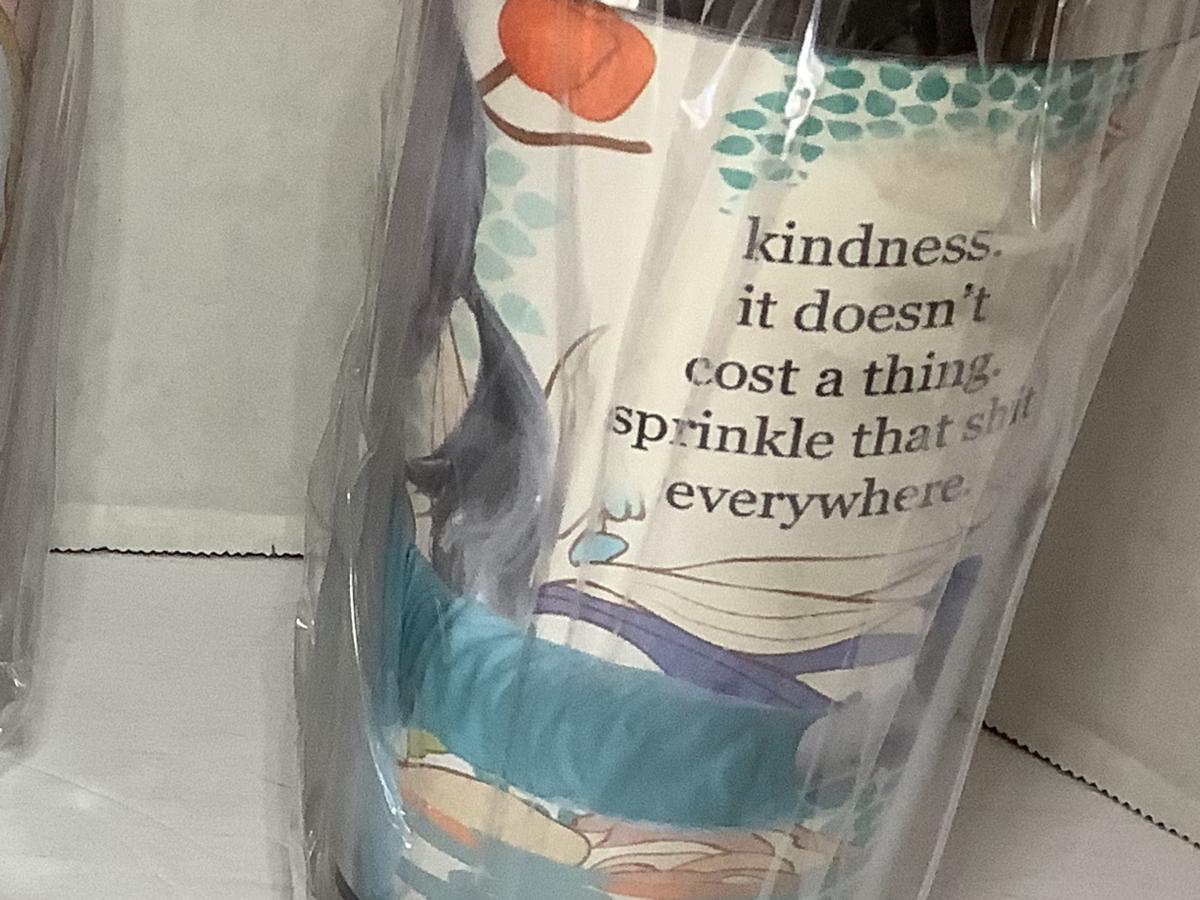 kindness.
it doesn't
cost a thing.
sprinkle that shit
everywhere.